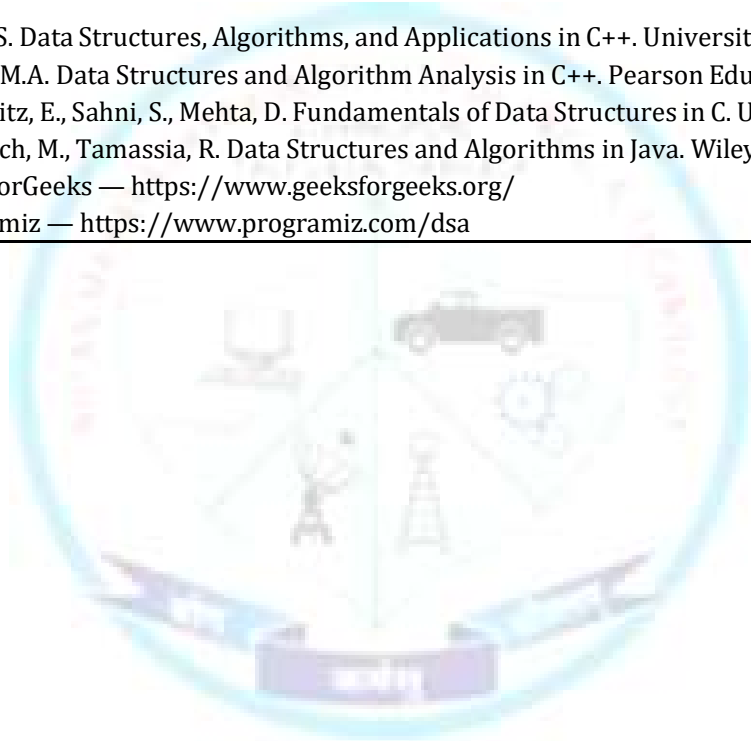 S. Data Structures, Algorithms, and Applications in C++. Universit
M.A. Data Structures and Algorithm Analysis in C++. Pearson Edu
itz, E., Sahni, S., Mehta, D. Fundamentals of Data Structures in C. U
ch, M., Tamassia, R. Data Structures and Algorithms in Java. Wiley
orGeeks — https://www.geeksforgeeks.org/
miz — https://www.programiz.com/dsa